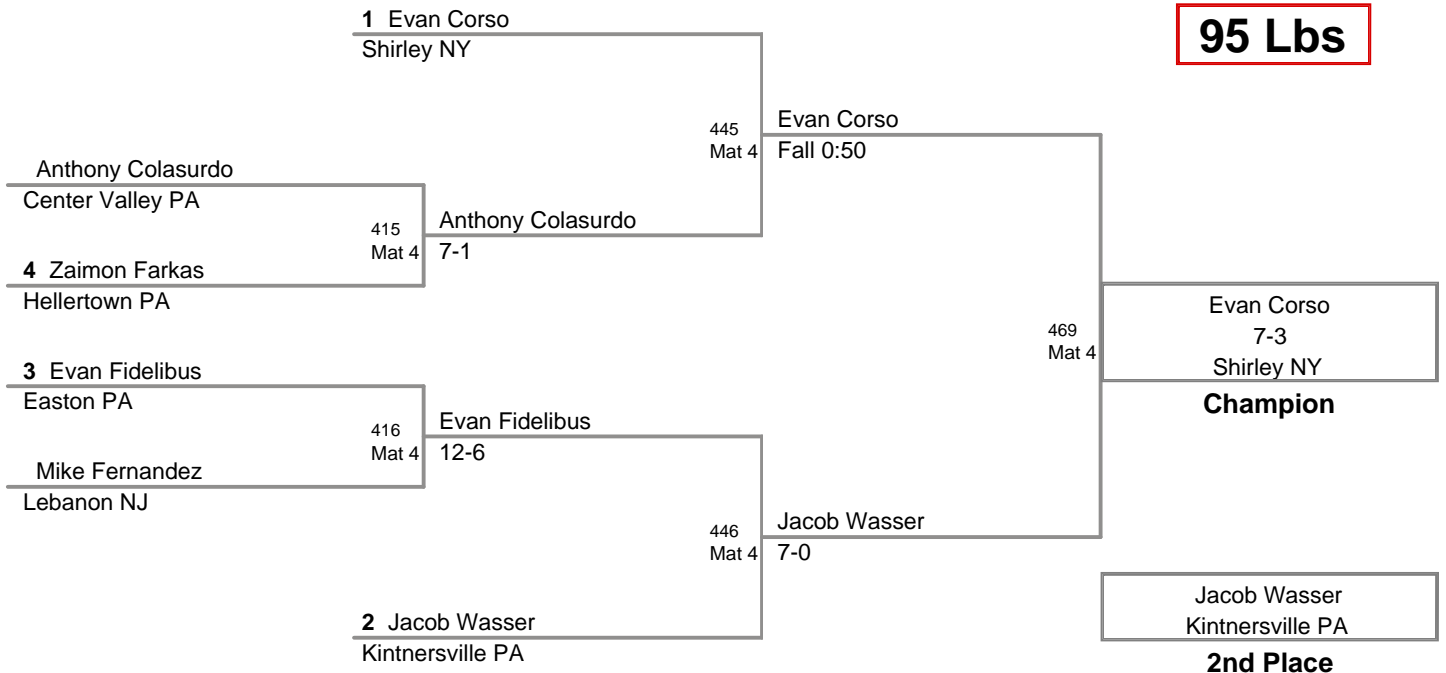 1 Evan Corso
Shirley NY
95 Lbs
445
Mat 4
Evan Corso
Fall 0:50
Anthony Colasurdo
Center Valley PA
415
Mat 4
Anthony Colasurdo
7-1
4 Zaimon Farkas
Hellertown PA
469
Mat 4
Evan Corso
7-3
Shirley NY
Champion
3 Evan Fidelibus
Easton PA
416
Mat 4
Evan Fidelibus
12-6
Mike Fernandez
Lebanon NJ
446
Mat 4
Jacob Wasser
7-0
2 Jacob Wasser
Kintnersville PA
Jacob Wasser
Kintnersville PA
2nd Place